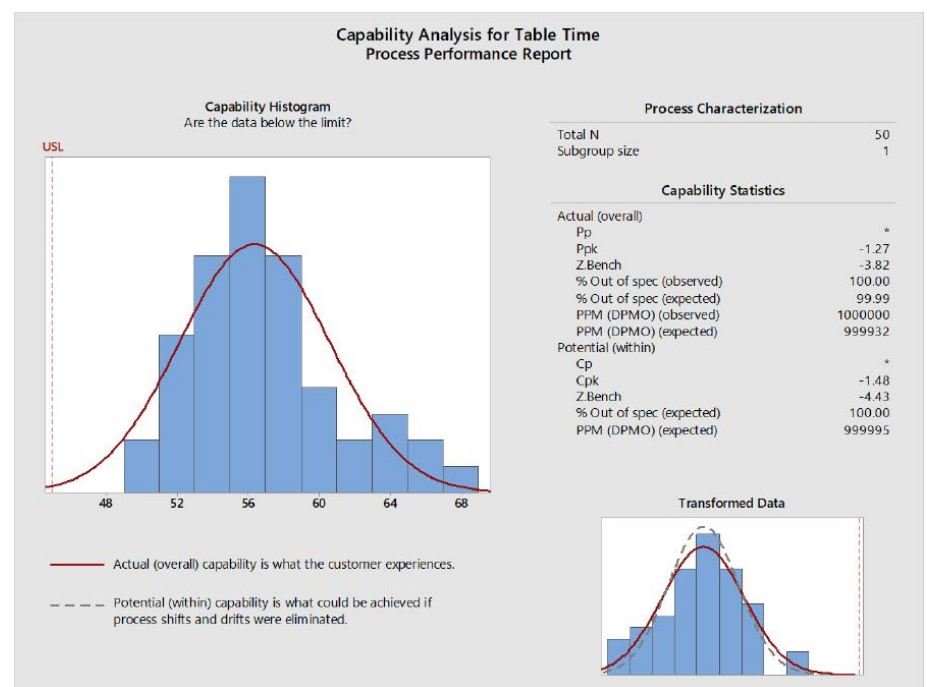 Capability Analysis for Table Time
Process Performance Report
Capability Histogram
Are the data below the limit?
USL
48 52 56 60 64 68
Actual (overall) capability is what the customer experiences.
Potential (within) capability is what could be achieved if
process shifts and drifts were eliminated.
Process Characterization
Total N 50
Subgroup size 1
Capability Statistics
Actual (overall)
Pp *
Ppk -1.27
Z.Bench -3.82
% Out of spec (observed) 100.00
% Out of spec (expected) 99.99
PPM (DPMO) (observed) 1000000
PPM (DPMO) (expected) 999932
Potential (within)
Cp *
Cpk -1.48
Z.Bench -4.43
% Out of spec (expected) 100.00
PPM (DPMO) (expected) 999995
Transformed Data